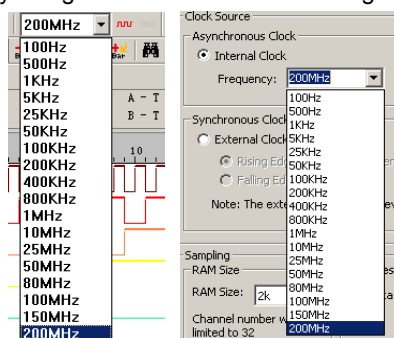 200MHz
Bar
100Hz
500Hz
1KHz
5KHz
25KHz
50KHz
100KHz
200KHz
400KHz
800KHz
1MHz
10MHz
25MHz
50MHz
80MHz
100MHz
150MHz
200MHz
A - T
B - T
10
Clock Source
Asynchronous Clock
Internal Clock
Frequency: 200MHz
100Hz
500Hz
1KHz
5KHz
25KHz
50KHz
100KHz
200KHz
400KHz
800KHz
1MHz
10MHz
25MHz
50MHz
80MHz
100MHz
150MHz
200MHz
Synchronous Clock
External Clock
Rising Ed
Falling Ed
Note: The exte
Sampling
RAM Size
RAM Size: 2k
Channel number w
limited to 32